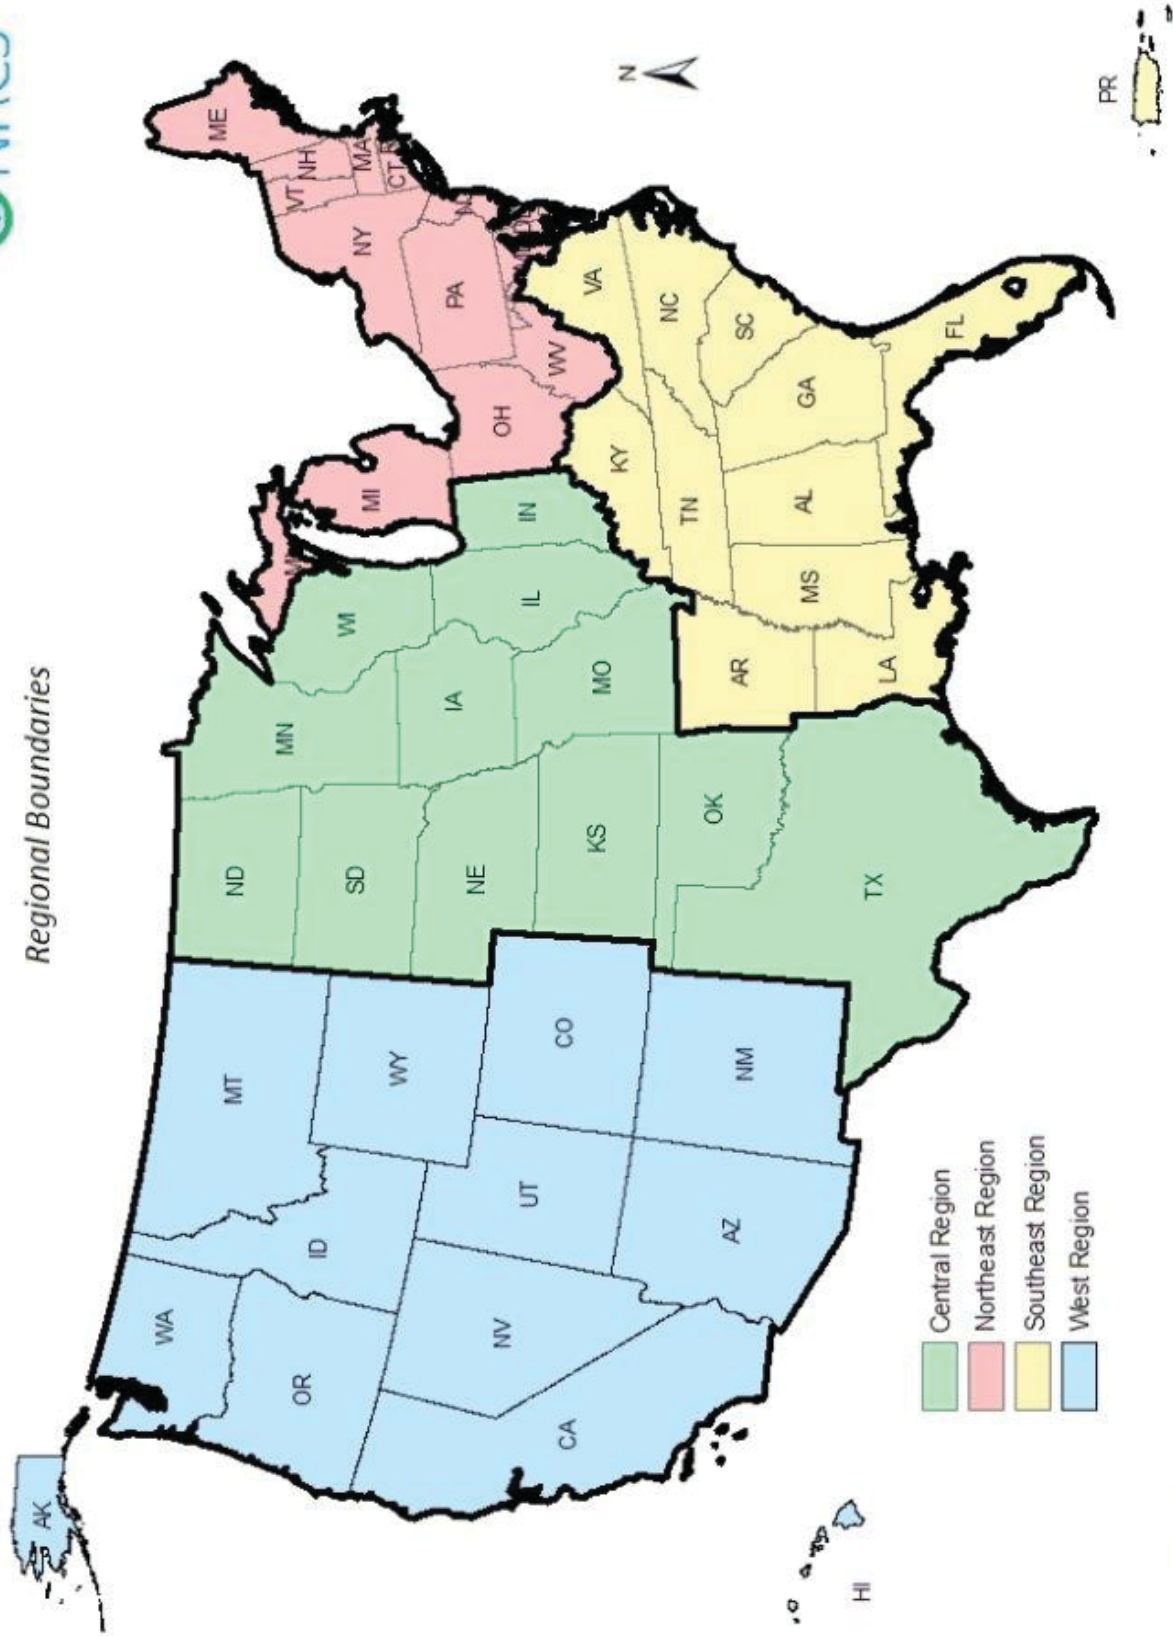 Regional Boundaries
AK
WA
MT
ND
MN
ME
VT
NH
OR
ID
SD
WI
MI
MI
NY
MA
CT
WY
IA
PA
NV
UT
NE
IL
IN
OH
WV
CA
CO
KS
MO
KY
VA
AZ
NM
OK
AR
TN
NC
SC
HI
TX
LA
MS
AL
GA
FL
N
PR
Central Region
Northeast Region
Southeast Region
West Region